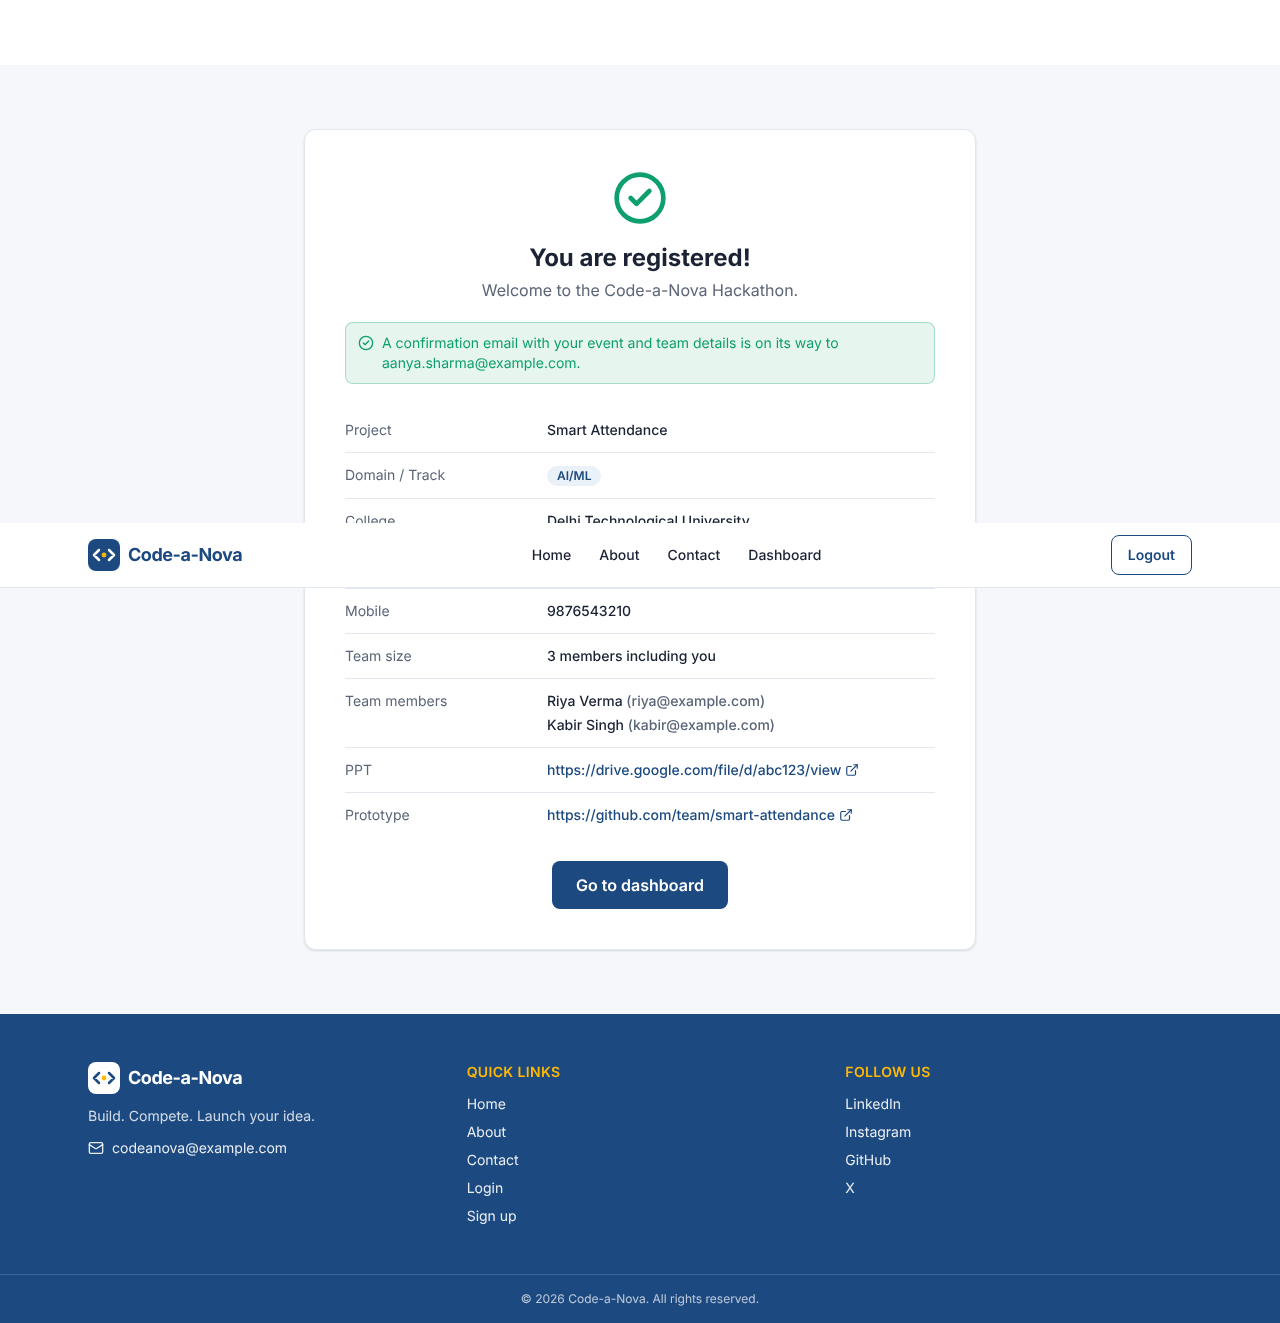 You are registered!
Welcome to the Code-a-Nova Hackathon.
A confirmation email with your event and team details is on its way to
aanya.sharma@example.com.
Project Smart Attendance
Domain / Track AI/ML
College Delhi Technological University
Code-a-Nova Home About Contact Dashboard Logout
Mobile 9876543210
Team size 3 members including you
Team members Riya Verma (riya@example.com)
Kabir Singh (kabir@example.com)
PPT https://drive.google.com/file/d/abc123/view
Prototype https://github.com/team/smart-attendance
Go to dashboard
Code-a-Nova
Build. Compete. Launch your idea.
codeanova@example.com
QUICK LINKS
Home
About
Contact
Login
Sign up
FOLLOW US
LinkedIn
Instagram
GitHub
X
© 2026 Code-a-Nova. All rights reserved.